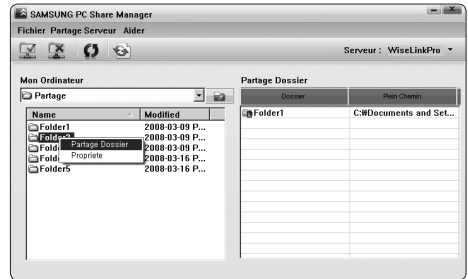 SAMSUNG PC Share Manager
Fichier Partage Serveur Aider
Serveur : WiseLinkPro
Mon Ordinateur
Partage Dossier
Partage
Dossier Plein Chemin
Name Modified
Folder1 2008-03-09 P...
2008-03-09 P...
2008-03-09 P...
2008-03-16 P...
Folder5 2008-03-16 P...
Partage Dossier
Propriete
Folder1 C:₩Documents and Set...